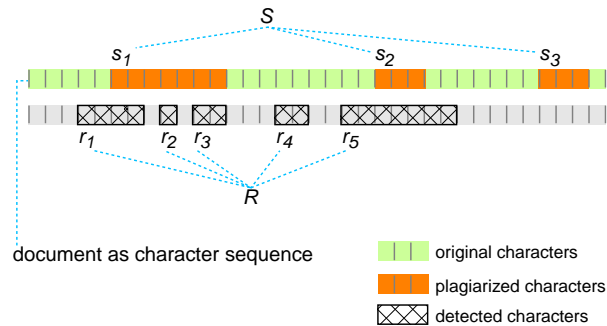 S
s1 s2 s3
r1 r2 r3 r4 r5
R
document as character sequence
original characters
plagiarized characters
detected characters